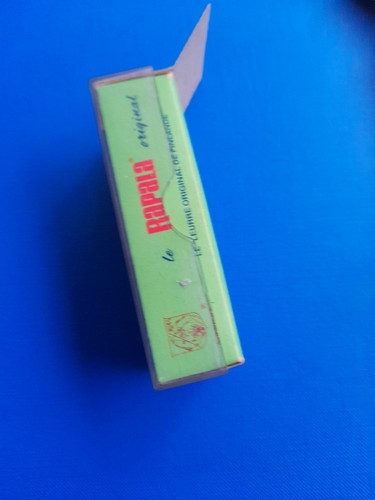 le RAPALA original
LE LEURRE ORIGINAL DE FINLANDE